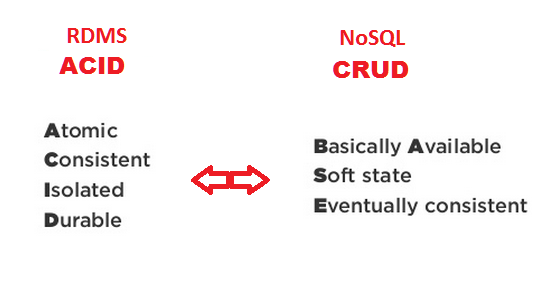 RDMS
ACID
Atomic
Consistent
Isolated
Durable
NoSQL
CRUD
Basically Available
Soft state
Eventually consistent